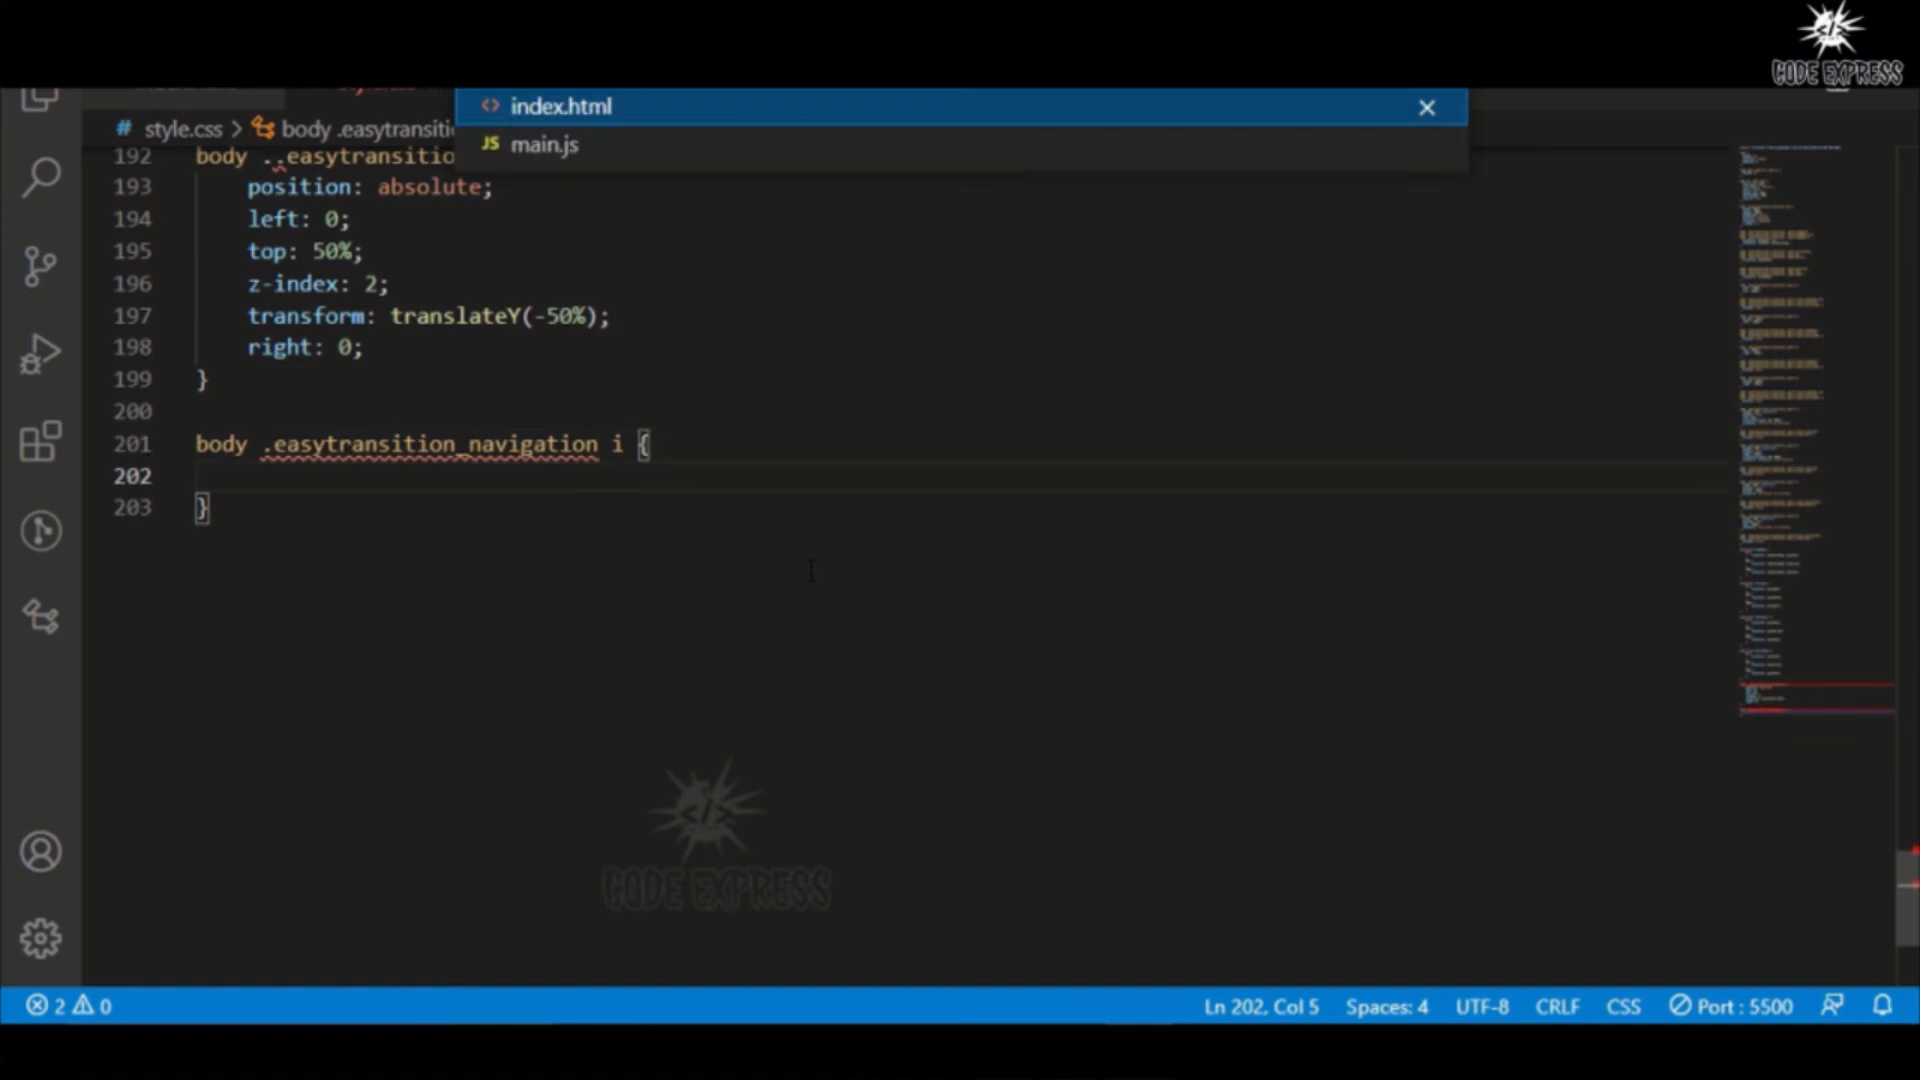 CODE EXPRESS
index.html
# style.css > body .easytransiti
JS main.js
192 body ..easytransitio
193 position: absolute;
194 left: 0;
195 top: 50%;
196 z-index: 2;
197 transform: translateY(-50%);
198 right: 0;
199 }
200
201 body .easytransition_navigation i {
202
203 }
CODE EXPRESS
2 0 Ln 202, Col 5 Spaces: 4 UTF-8 CRLF CSS Port : 5500